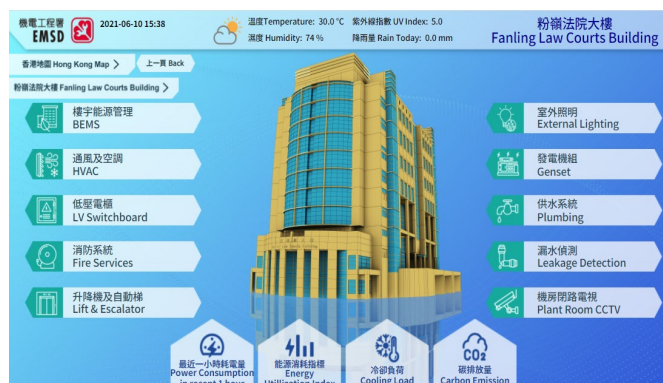 機電工程署
EMSD
2021-06-10 15:38
溫度Temperature: 30.0 °C 紫外線指數 UV Index: 5.0
濕度 Humidity: 74 % 降雨量 Rain Today: 0.0 mm
粉嶺法院大樓
Fanling Law Courts Building
香港地圖 Hong Kong Map
上一頁 Back
粉嶺法院大樓 Fanling Law Courts Building
樓宇能源管理
BEMS
通風及空調
HVAC
低壓電櫃
LV Switchboard
消防系統
Fire Services
升降機及自動梯
Lift & Escalator
室外照明
External Lighting
發電機組
Genset
供水系統
Plumbing
漏水偵測
Leakage Detection
機房閉路電視
Plant Room CCTV
最近一小時耗電量
Power Consumption
in recent 1 hour
能源消耗指標
Energy
Utilization Index
冷卻負荷
Cooling Load
CO2
碳排放量
Carbon Emission